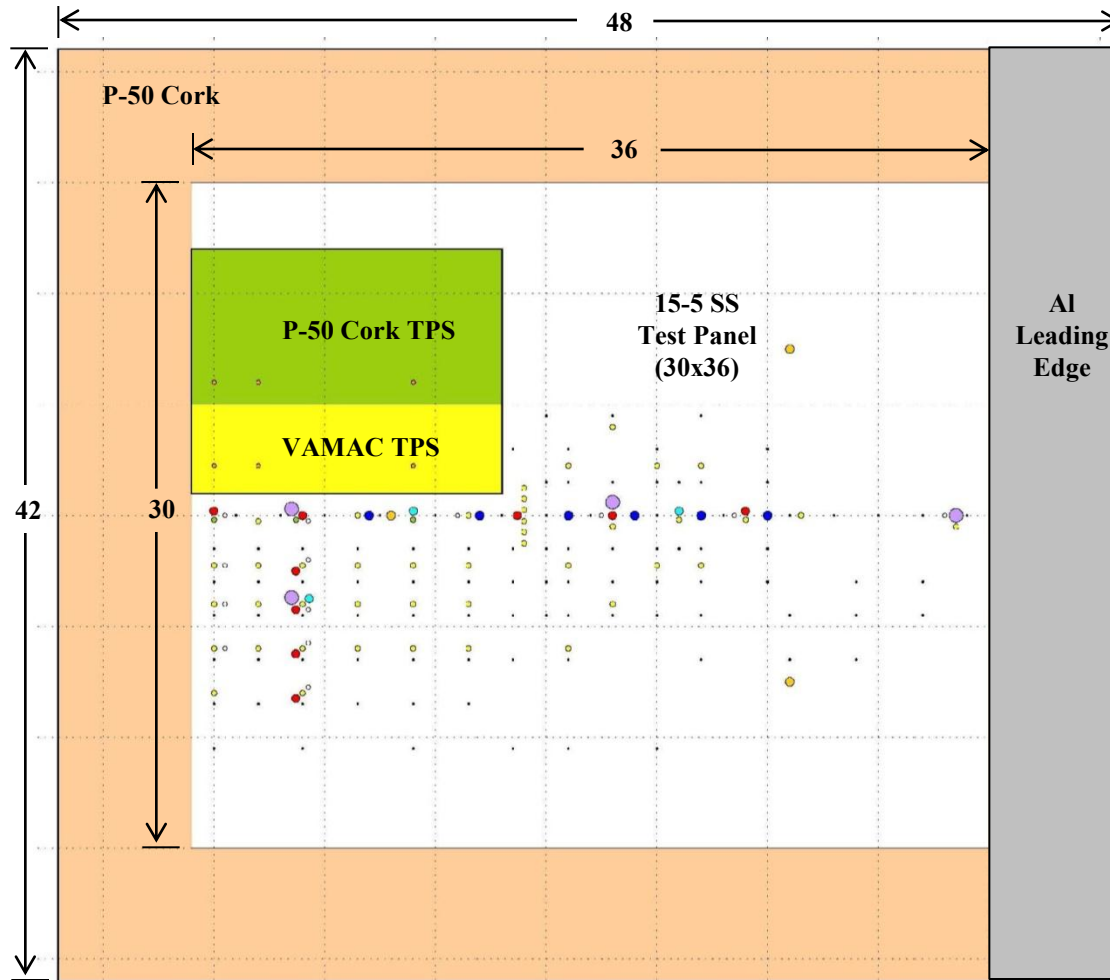 48
P-50 Cork
36
15-5 SS
Test Panel
(30x36)
Al
Leading
Edge
P-50 Cork TPS
VAMAC TPS
42
30